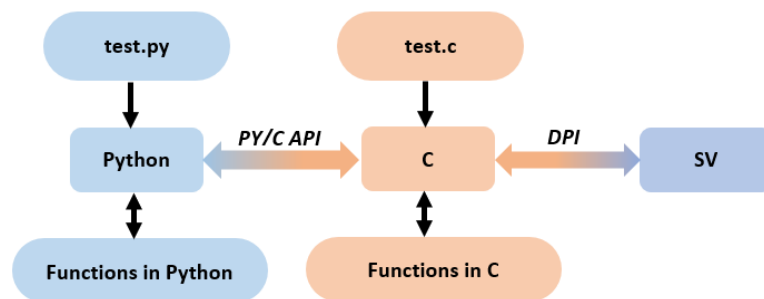 test.py
test.c
PY/C API
DPI
Python
C
SV
Functions in Python
Functions in C